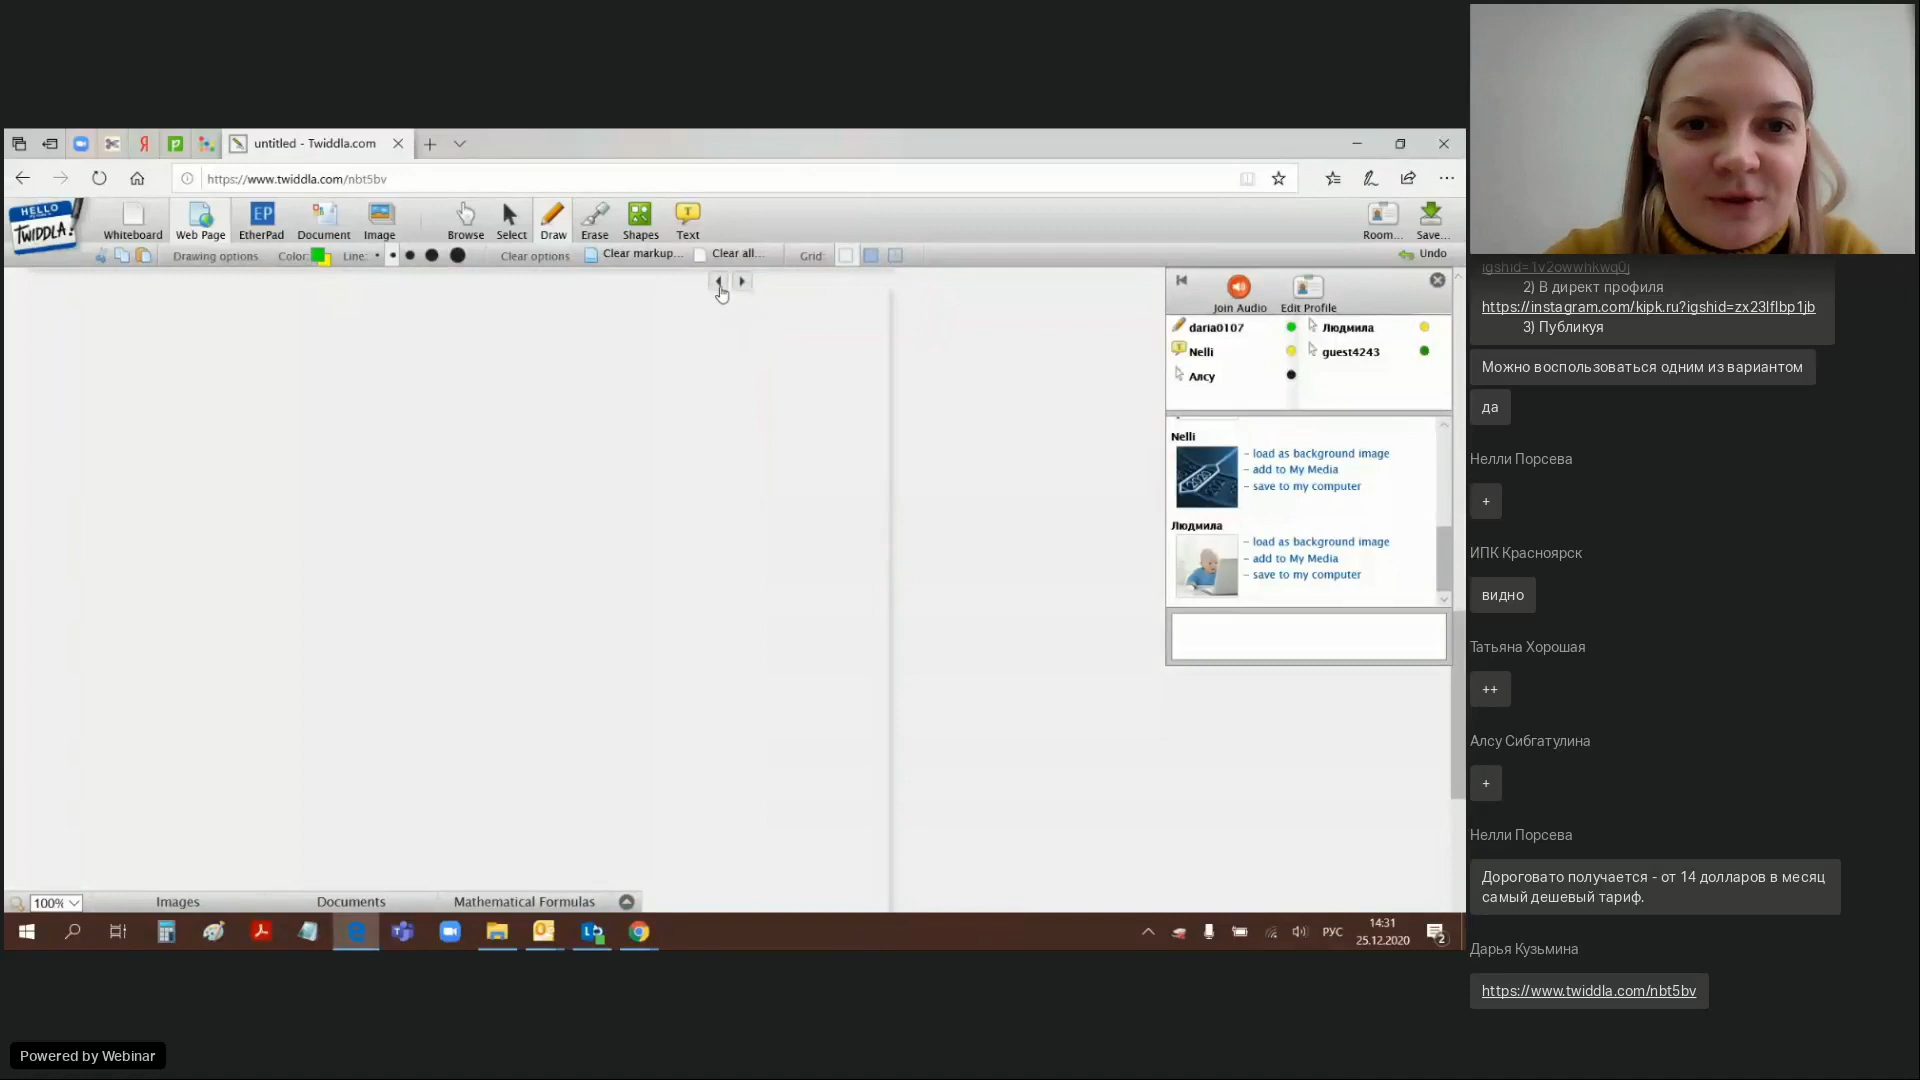 untitled - Twiddla.com
https://www.twiddla.com/nbt5bv
HELLO
TWIDDLA!
Whiteboard
Web Page
EP
EtherPad
Document
Image
Browse
Select
Draw
Erase
Shapes
T
Text
Room...
Save...
Drawing options
Color:
Line:
Clear options
Clear markup...
Clear all...
Grid:
Undo
Join Audio
Edit Profile
daria0107
Людмила
Nelli
guest4243
Алсу
Nelli
- load as background image
- add to My Media
- save to my computer
Людмила
- load as background image
- add to My Media
- save to my computer
100%
Images
Documents
Mathematical Formulas
РУС
14:31
25.12.2020
2
igshid=1v2owwhkwq0j
2) В директ профиля
https://instagram.com/kipk.ru?igshid=zx23lflbp1jb
3) Публикуя
Можно воспользоваться одним из вариантом
да
Нелли Порсева
+
ИПК Красноярск
видно
Татьяна Хорошая
++
Алсу Сибгатулина
+
Нелли Порсева
Дороговато получается - от 14 долларов в месяц
самый дешевый тариф.
Дарья Кузьмина
https://www.twiddla.com/nbt5bv
Powered by Webinar